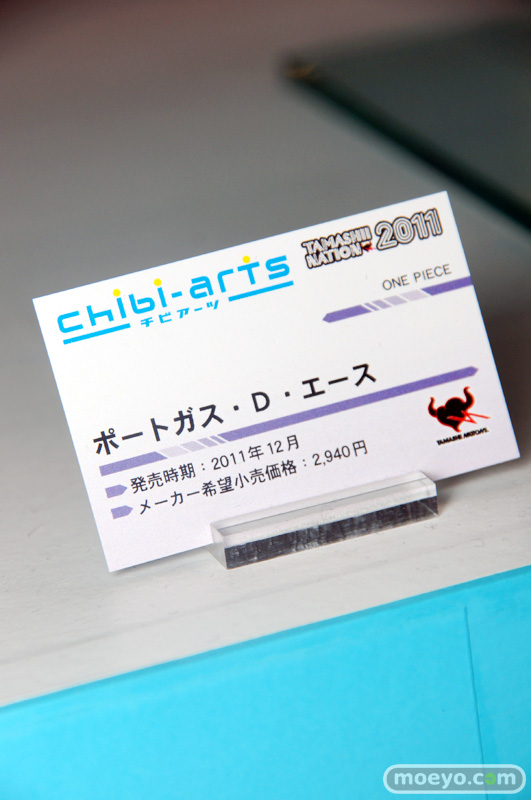 chibi-arts
チビアーツ
TAMASHII
NATION
2011
ONE PIECE
ポートガス・D・エース
発売時期：2011年12月
メーカー希望小売価格：2,940円
TAMASHII NATIONS
moeyo.com